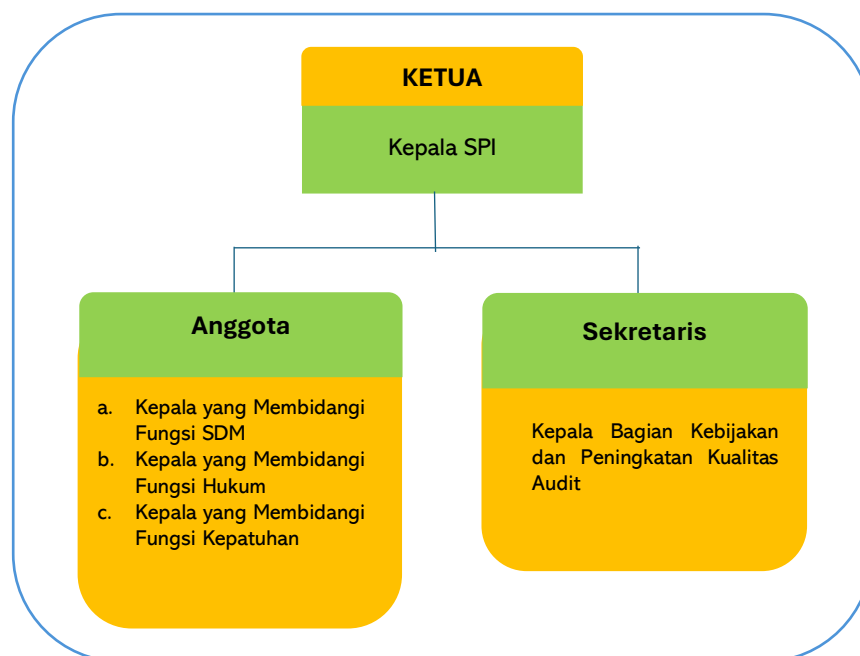 KETUA
Kepala SPI
Anggota
a. Kepala yang Membidangi
Fungsi SDM
b. Kepala yang Membidangi
Fungsi Hukum
c. Kepala yang Membidangi
Fungsi Kepatuhan
Sekretaris
Kepala Bagian Kebijakan
dan Peningkatan Kualitas
Audit